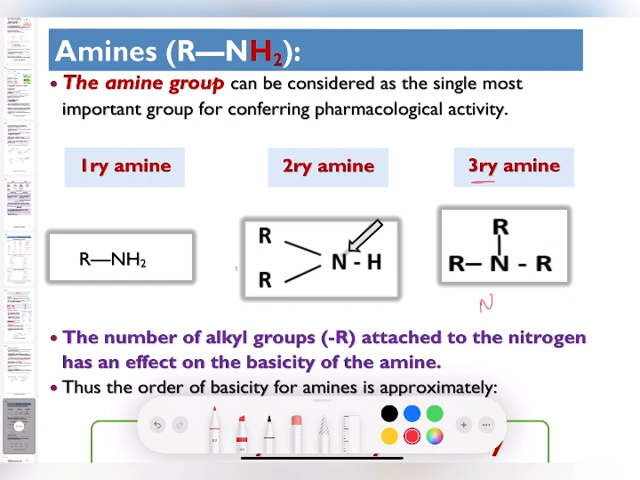 Amines (R—NH2):
• The amine group can be considered as the single most
important group for conferring pharmacological activity.
1ry amine 2ry amine 3ry amine
R—NH2
R
R
N - H
R
R— N - R
N
• The number of alkyl groups (-R) attached to the nitrogen
has an effect on the basicity of the amine.
• Thus the order of basicity for amines is approximately: